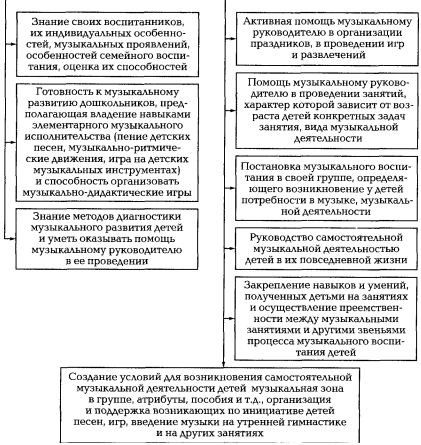 Знание своих воспитанников,
их индивидуальных особенно-
стей, музыкальных проявлений,
особенностей семейного воспи-
тания, оценка их способностей
Готовность к музыкальному
развитию дошкольников, пред-
полагающая владение навыками
элементарного музыкального
исполнительства (пение детских
песен, музыкально-ритмиче-
ские движения, игра на детских
музыкальных инструментах)
и способность организовать
музыкально-дидактические игры
Знание методов диагностики
музыкального развития детей
и уметь оказывать помощь
музыкальному руководителю
в ее проведении
Активная помощь музыкальному
руководителю в организации
праздников, в проведении игр
и развлечений
Помощь музыкальному руково-
дителю в проведении занятий,
характер которой зависит от воз-
раста детей конкретных задач
занятия, вида музыкальной
деятельности
Постановка музыкального воспи-
тания в своей группе, определя-
ющего возникновение у детей
потребности в музыке, музыкаль-
ной деятельности
Руководство самостоятельной
музыкальной деятельностью
детей в их повседневной жизни
Закрепление навыков и умений,
полученных детьми на занятиях
и осуществление преемствен-
ности между музыкальными
занятиями и другими звеньями
процесса музыкального воспи-
тания детей
Создание условий для возникновения самостоятельной
музыкальной деятельности детей музыкальная зона
в группе, атрибуты, пособия и т.д., организация
и поддержка возникающих по инициативе детей
песен, игр, введение музыки на утренней гимнастике
и на других занятиях